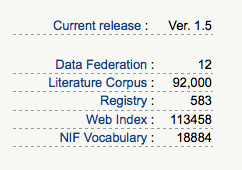 Current release : Ver. 1.5
Data Federation : 12
Literature Corpus : 92,000
Registry : 583
Web Index : 113458
NIF Vocabulary : 18884